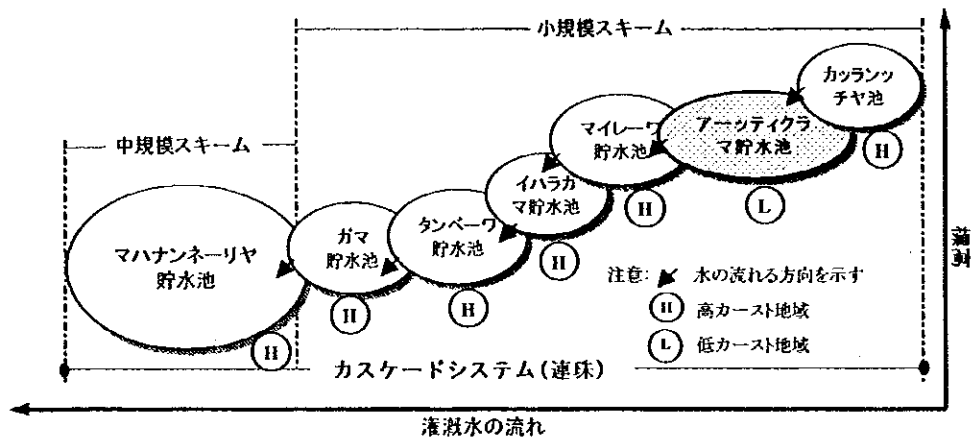 小規模スキーム
カッランッ
チヤ池
アーッティクラ
マ貯水池
マイレーワ
貯水池
H
中規模スキーム
イハラガ
マ貯水池
H
L
タンベーワ
貯水池
ガマ
貯水池
マハナンネーリヤ
貯水池
H
注意: 水の流れる方向を示す
H
H
H 高カースト地域
H
L 低カースト地域
カスケードシステム(連珠)
灌漑水の流れ